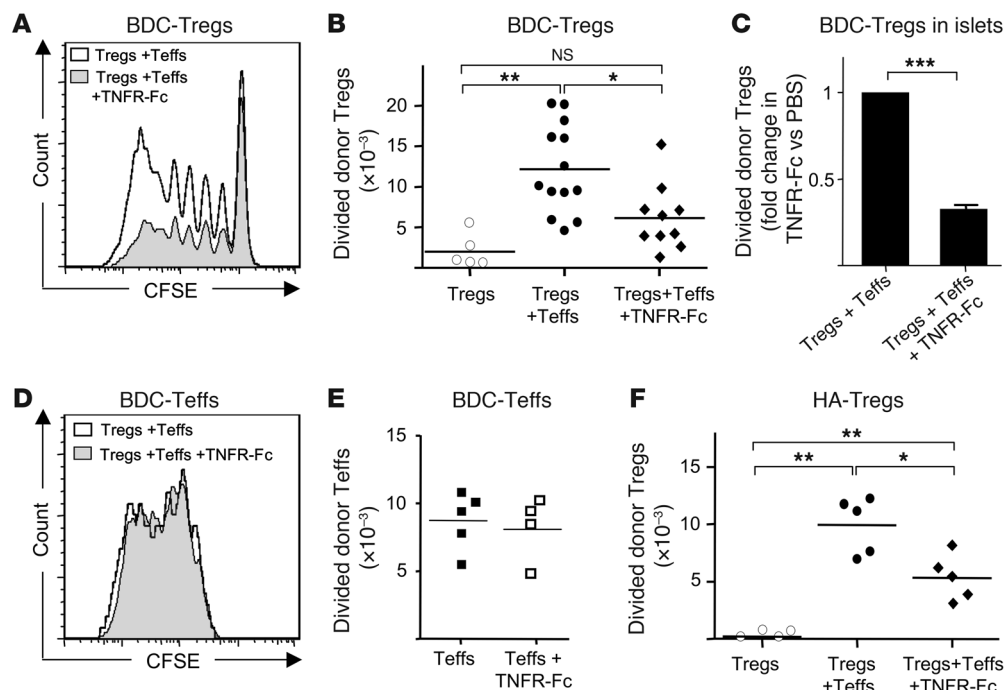 A
BDC-Tregs
Tregs +Teffs
Tregs +Teffs
+TNFR-Fc
Count
CFSE
B
BDC-Tregs
NS
**
*
Divided donor Tregs
(×10⁻³)
20
15
10
5
Tregs
Tregs
+Teffs
Tregs+Teffs
+TNFR-Fc
C
BDC-Tregs in islets
***
Divided donor Tregs
(fold change in
TNFR-Fc vs PBS)
1
0.5
Tregs + Teffs
Tregs + Teffs
+ TNFR-Fc
D
BDC-Teffs
Tregs +Teffs
Tregs +Teffs +TNFR-Fc
Count
CFSE
E
BDC-Teffs
Divided donor Teffs
(×10⁻³)
15
10
5
Teffs
Teffs +
TNFR-Fc
F
HA-Tregs
**
**
*
Divided donor Tregs
(×10⁻³)
15
10
5
Tregs
Tregs
+Teffs
Tregs+Teffs
+TNFR-Fc